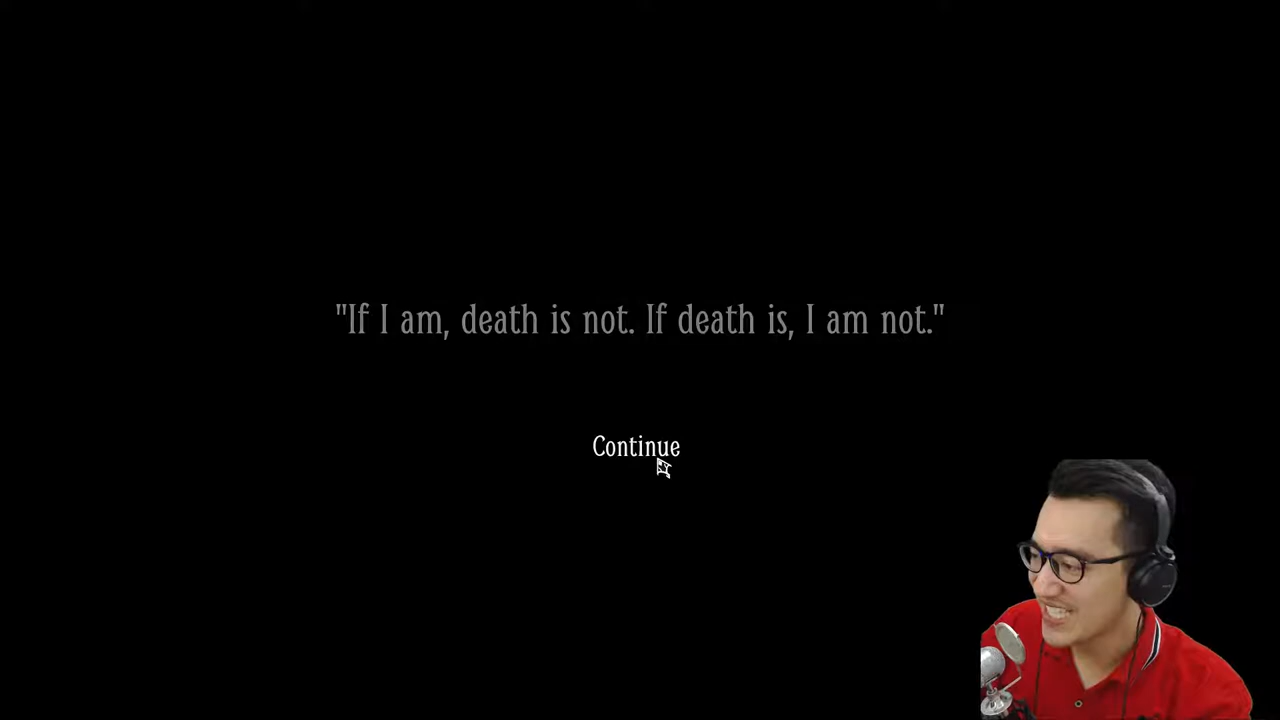 "If I am, death is not. If death is, I am not."
Continue